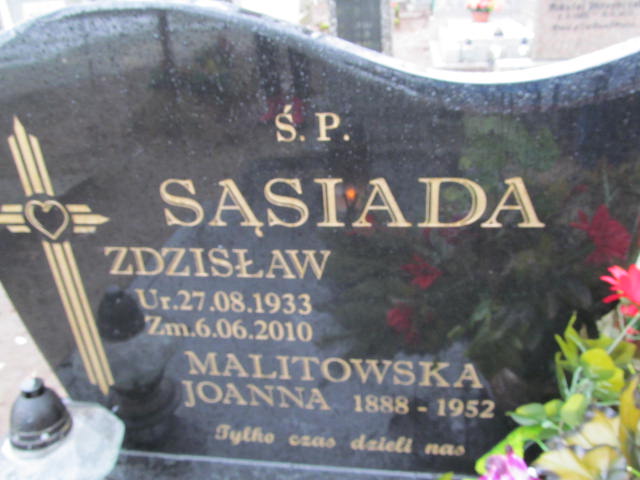 Ś. P.
SĄSIADA
ZDZISŁAW
Ur.27.08.1933
Zm.6.06.2010
MALITOWSKA
JOANNA 1888 - 1952
Tylko czas dzieli nas